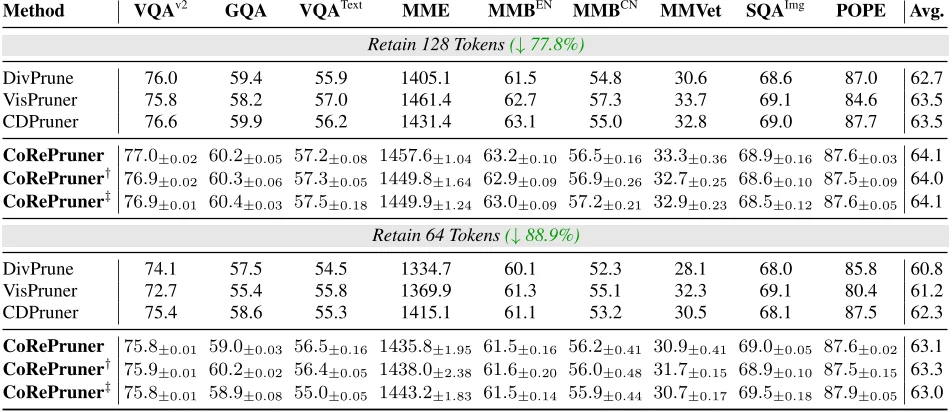 Method VQA^v2 GQA VQA^Text MME MMB^EN MMB^CN MMVet SQA^Img POPE Avg.
Retain 128 Tokens (↓ 77.8%)
DivPrune 76.0 59.4 55.9 1405.1 61.5 54.8 30.6 68.6 87.0 62.7
VisPruner 75.8 58.2 57.0 1461.4 62.7 57.3 33.7 69.1 84.6 63.5
CDPruner 76.6 59.9 56.2 1431.4 63.1 55.0 32.8 69.0 87.7 63.5
CoRePruner 77.0±0.02 60.2±0.05 57.2±0.08 1457.6±1.04 63.2±0.10 56.5±0.16 33.3±0.36 68.9±0.16 87.6±0.03 64.1
CoRePruner† 76.9±0.02 60.3±0.06 57.3±0.05 1449.8±1.64 62.9±0.09 56.9±0.26 32.7±0.25 68.6±0.10 87.5±0.09 64.0
CoRePruner‡ 76.9±0.01 60.4±0.03 57.5±0.18 1449.9±1.24 63.0±0.09 57.2±0.21 32.9±0.23 68.5±0.12 87.6±0.05 64.1
Retain 64 Tokens (↓ 88.9%)
DivPrune 74.1 57.5 54.5 1334.7 60.1 52.3 28.1 68.0 85.8 60.8
VisPruner 72.7 55.4 55.8 1369.9 61.3 55.1 32.3 69.1 80.4 61.2
CDPruner 75.4 58.6 55.3 1415.1 61.1 53.2 30.5 68.1 87.5 62.3
CoRePruner 75.8±0.01 59.0±0.03 56.5±0.16 1435.8±1.95 61.5±0.16 56.2±0.41 30.9±0.41 69.0±0.05 87.6±0.02 63.1
CoRePruner† 75.9±0.01 60.2±0.02 56.4±0.05 1438.0±2.38 61.6±0.20 56.0±0.48 31.7±0.15 68.9±0.10 87.5±0.15 63.3
CoRePruner‡ 75.8±0.01 58.9±0.08 55.0±0.05 1443.2±1.83 61.5±0.14 55.9±0.44 30.7±0.17 69.5±0.18 87.9±0.05 63.0